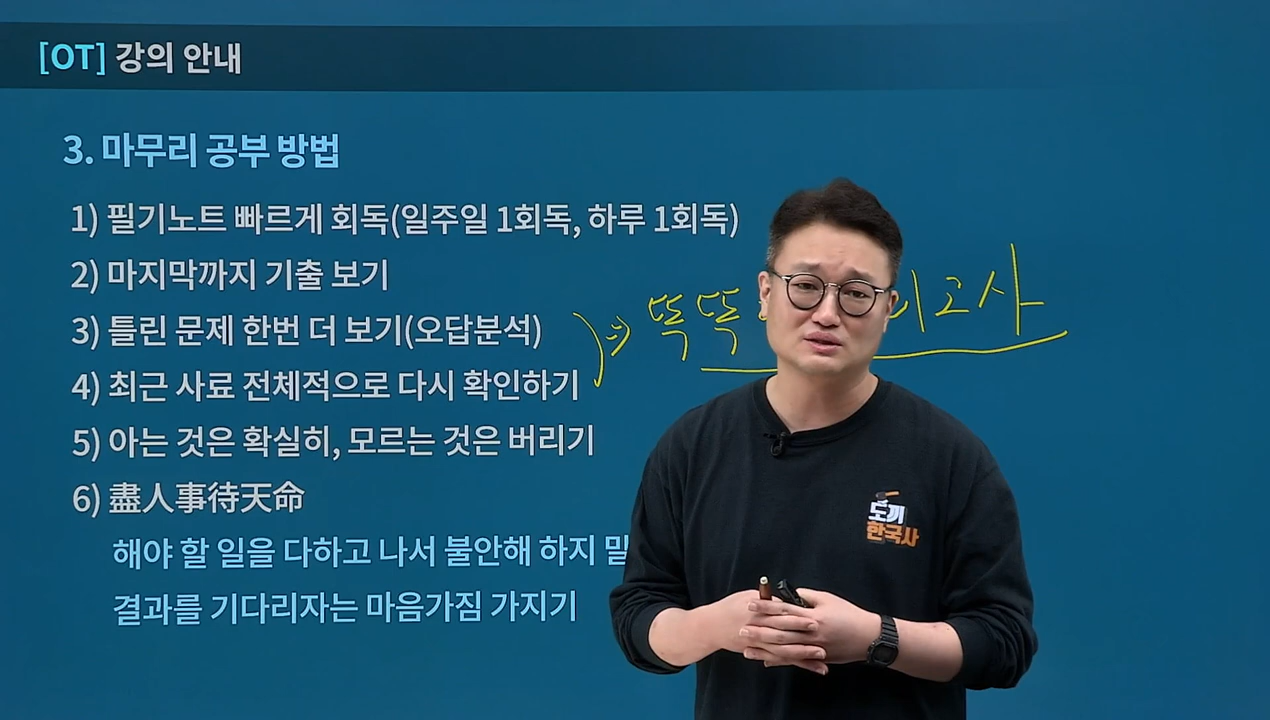 [OT] 강의 안내
3. 마무리 공부 방법
1) 필기노트 빠르게 회독(일주일 1회독, 하루 1회독)
2) 마지막까지 기출 보기
3) 틀린 문제 한번 더 보기(오답분석)
똑똑 고사
4) 최근 사료 전체적으로 다시 확인하기
5) 아는 것은 확실히, 모르는 것은 버리기
6) 盡人事待天命
해야 할 일을 다하고 나서 불안해 하지 말
결과를 기다리자는 마음가짐 가지기
도끼
한국사